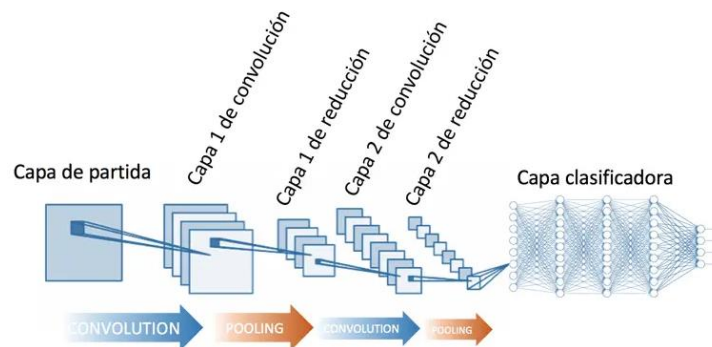 Capa de partida
Capa 1 de convolución
Capa 1 de reducción
Capa 2 de convolución
Capa 2 de reducción
Capa clasificadora
CONVOLUTION
POOLING
CONVOLUTION
POOLING